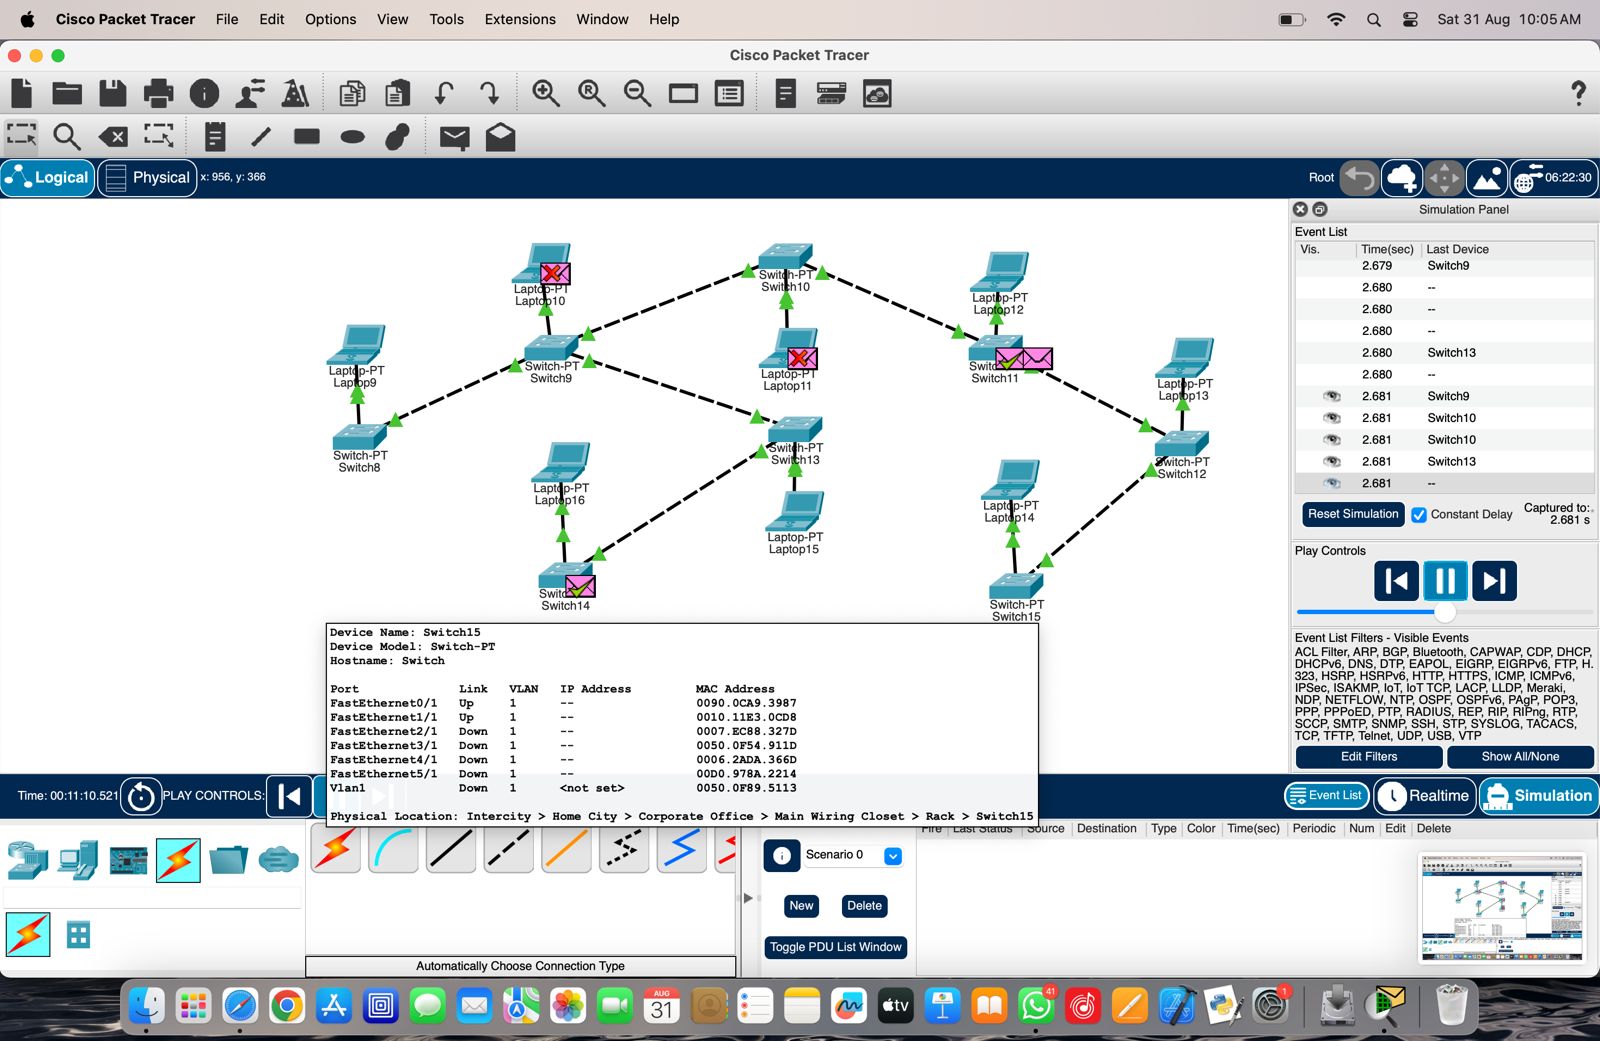 Cisco Packet Tracer File Edit Options View Tools Extensions Window Help Sat 31 Aug 10:05 AM
Cisco Packet Tracer
Logical Physical x: 956, y: 366 Root 06:22:30
Simulation Panel
Event List
Vis. Time(sec) Last Device
2.679 Switch9
2.680 --
2.680 --
2.680 --
2.680 Switch13
2.680 --
2.681 Switch9
2.681 Switch10
2.681 Switch10
2.681 Switch13
2.681 --
Reset Simulation Constant Delay Captured to:
2.681 s
Play Controls
Event List Filters - Visible Events
ACL Filter, ARP, BGP, Bluetooth, CAPWAP, CDP, DHCP,
DHCPv6, DNS, DTP, EAPOL, EIGRP, EIGRPv6, FTP, H.
323, HSRP, HSRPv6, HTTP, HTTPS, ICMP, ICMPv6,
IPSec, ISAKMP, IoT, IoT TCP, LACP, LLDP, Meraki,
NDP, NETFLOW, NTP, OSPF, OSPFv6, PAgP, POP3,
PPP, PPPoED, PTP, RADIUS, REP, RIP, RIPng, RTP,
SCCP, SMTP, SNMP, SSH, STP, SYSLOG, TACACS,
TCP, TFTP, Telnet, UDP, USB, VTP
Edit Filters Show All/None
Laptop-PT
Laptop10
Switch-PT
Switch10
Laptop-PT
Laptop12
Laptop-PT
Laptop9
Switch-PT
Switch9
Laptop-PT
Laptop11
Switch11
Laptop-PT
Laptop13
Switch-PT
Switch8
Switch-PT
Switch13
Switch-PT
Switch12
Laptop-PT
Laptop16
Laptop-PT
Laptop15
Laptop-PT
Laptop14
Switch14
Switch-PT
Switch15
Device Name: Switch15
Device Model: Switch-PT
Hostname: Switch
Port Link VLAN IP Address MAC Address
FastEthernet0/1 Up 1 -- 0090.0CA9.3987
FastEthernet1/1 Up 1 -- 0010.11E3.0CD8
FastEthernet2/1 Down 1 -- 0007.EC88.327D
FastEthernet3/1 Down 1 -- 0050.0F54.911D
FastEthernet4/1 Down 1 -- 0006.2ADA.366D
FastEthernet5/1 Down 1 -- 00D0.978A.2214
Vlan1 Down 1 <not set> 0050.0F89.5113
Physical Location: Intercity > Home City > Corporate Office > Main Wiring Closet > Rack > Switch15
Time: 00:11:10.521 PLAY CONTROLS: Event List Realtime Simulation
Fire Last Status Source Destination Type Color Time(sec) Periodic Num Edit Delete
Scenario 0
New Delete
Toggle PDU List Window
Automatically Choose Connection Type
AUG
31
tv
41
1